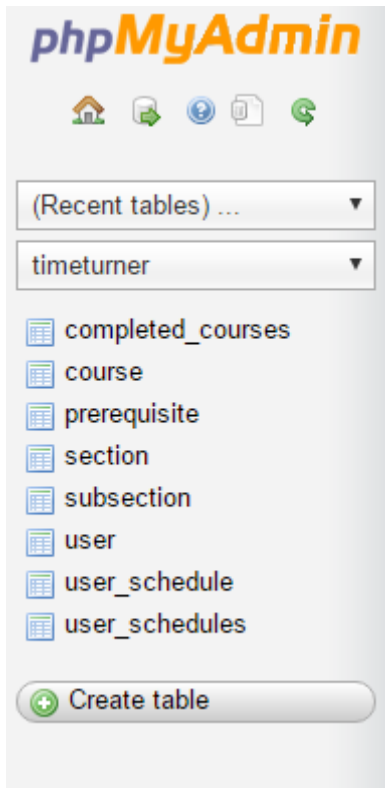 phpMyAdmin
(Recent tables) ...
timeturner
completed_courses
course
prerequisite
section
subsection
user
user_schedule
user_schedules
Create table